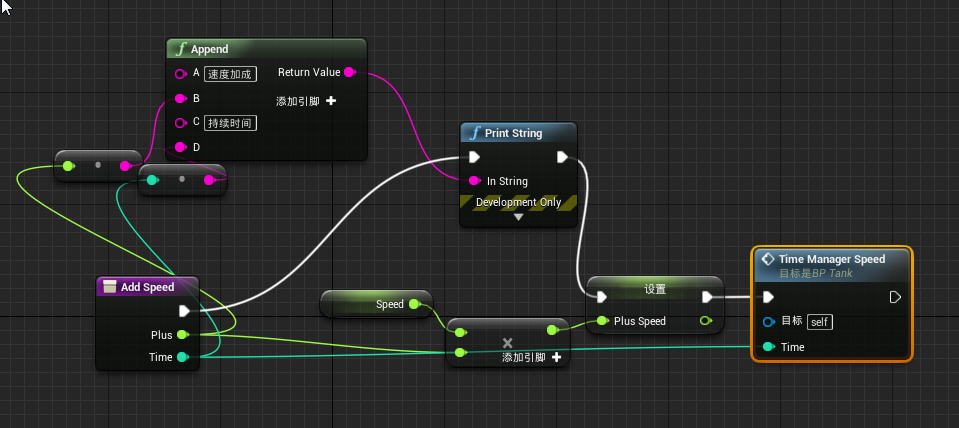 Append
A 速度加成 Return Value
B 添加引脚
C 持续时间
D
Print String
In String
Development Only
Add Speed
Plus
Time
Speed
添加引脚
设置
Plus Speed
Time Manager Speed
目标是BP Tank
目标 self
Time